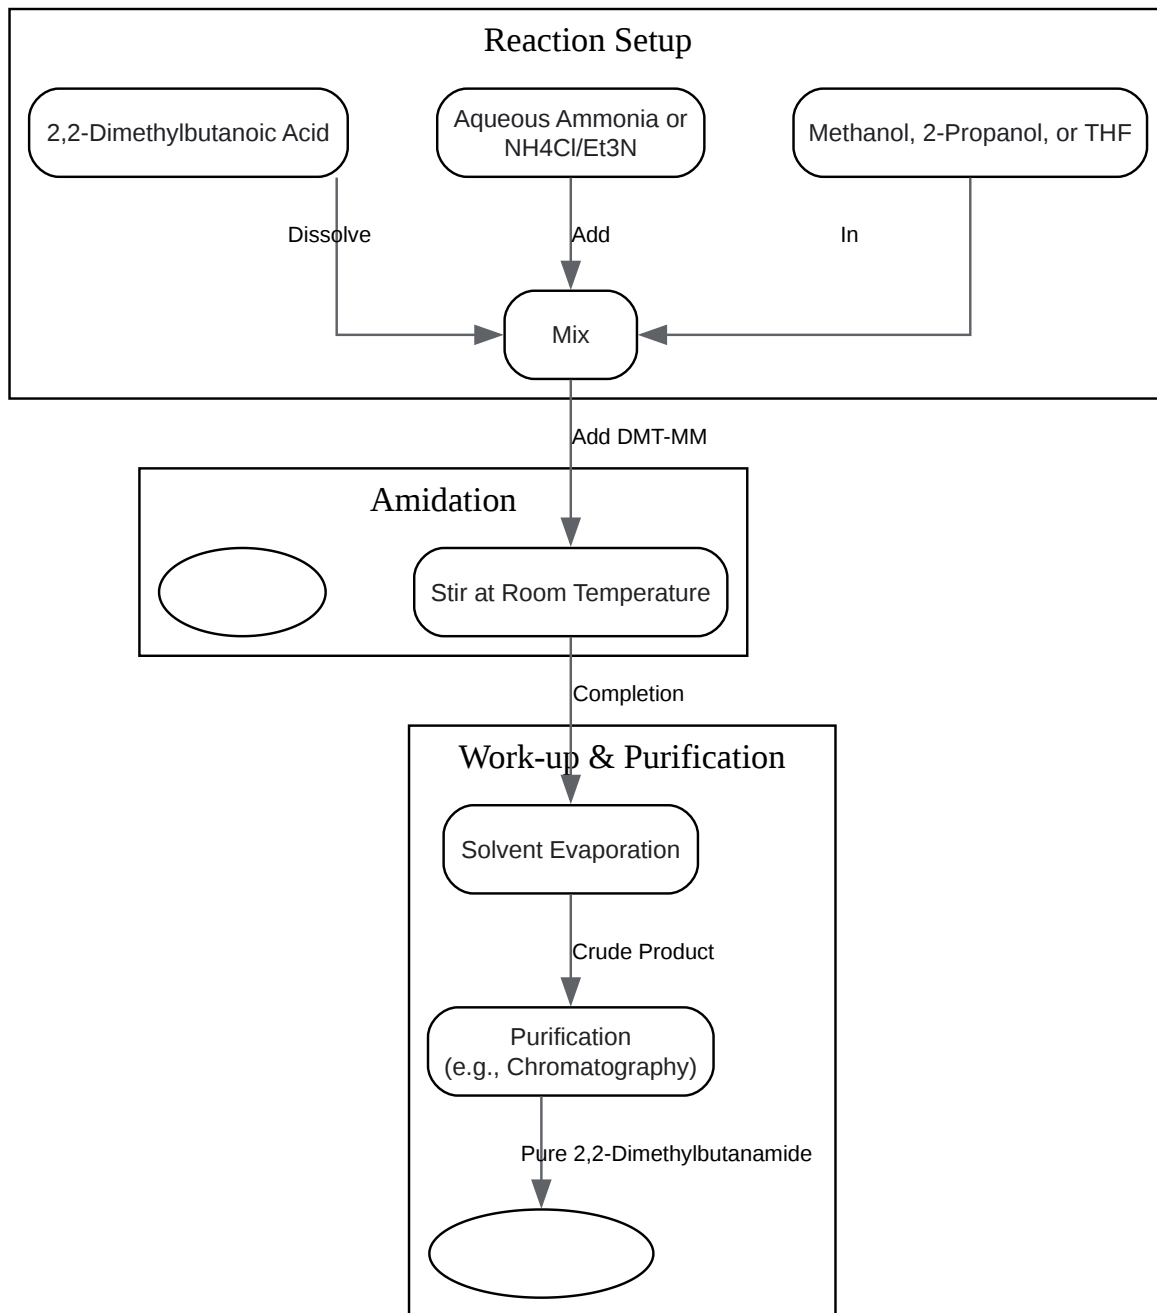 Reaction Setup
2,2-Dimethylbutanoic Acid
Aqueous Ammonia or
NH4Cl/Et3N
Methanol, 2-Propanol, or THF
Dissolve
Add
In
Mix
Add DMT-MM
Amidation
Stir at Room Temperature
Completion
Work-up & Purification
Solvent Evaporation
Crude Product
Purification
(e.g., Chromatography)
Pure 2,2-Dimethylbutanamide